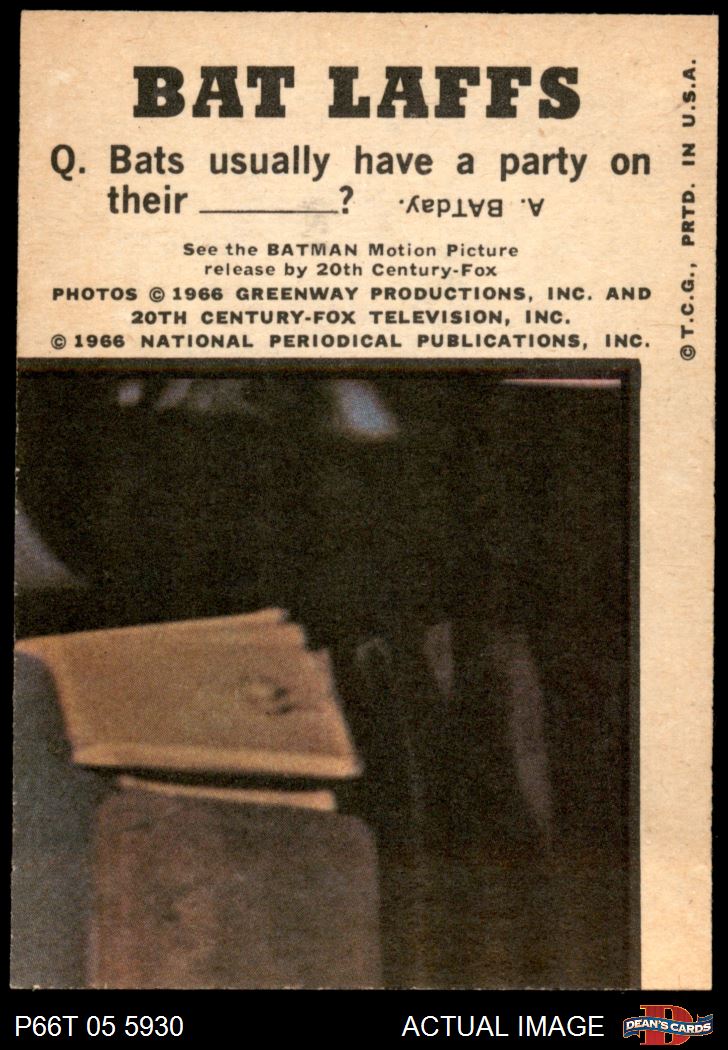 BAT LAFFS
Q. Bats usually have a party on
their ________?
A. BATday.
See the BATMAN Motion Picture
release by 20th Century-Fox
PHOTOS © 1966 GREENWAY PRODUCTIONS, INC. AND
20TH CENTURY-FOX TELEVISION, INC.
© 1966 NATIONAL PERIODICAL PUBLICATIONS, INC.
© T.C.G., PRTD. IN U.S.A.
P66T 05 5930
ACTUAL IMAGE
D
DEAN'S CARDS